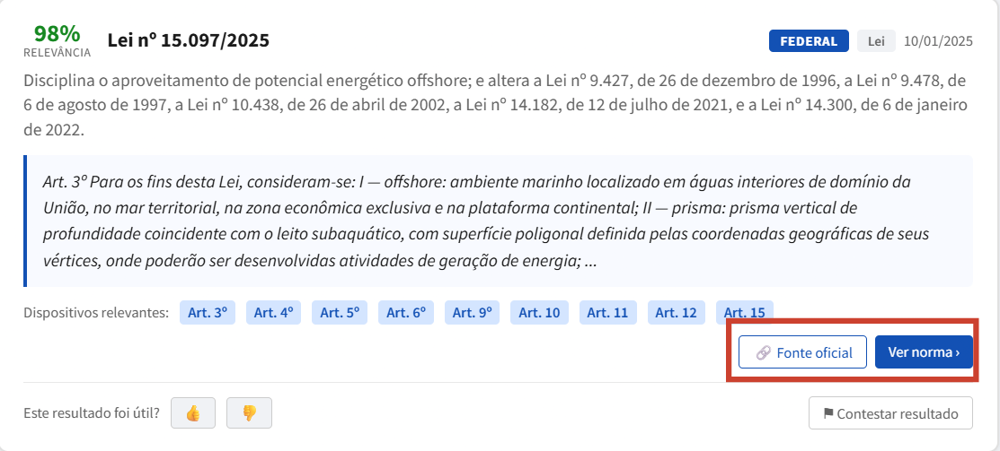 98%
RELEVÂNCIA
Lei nº 15.097/2025
FEDERAL
Lei
10/01/2025
Disciplina o aproveitamento de potencial energético offshore; e altera a Lei nº 9.427, de 26 de dezembro de 1996, a Lei nº 9.478, de
6 de agosto de 1997, a Lei nº 10.438, de 26 de abril de 2002, a Lei nº 14.182, de 12 de julho de 2021, e a Lei nº 14.300, de 6 de janeiro
de 2022.
Art. 3º Para os fins desta Lei, consideram-se: I — offshore: ambiente marinho localizado em águas interiores de domínio da
União, no mar territorial, na zona econômica exclusiva e na plataforma continental; II — prisma: prisma vertical de
profundidade coincidente com o leito subaquático, com superfície poligonal definida pelas coordenadas geográficas de seus
vértices, onde poderão ser desenvolvidas atividades de geração de energia; ...
Dispositivos relevantes: Art. 3º Art. 4º Art. 5º Art. 6º Art. 9º Art. 10 Art. 11 Art. 12 Art. 15
Fonte oficial
Ver norma ›
Este resultado foi útil?
Contestar resultado